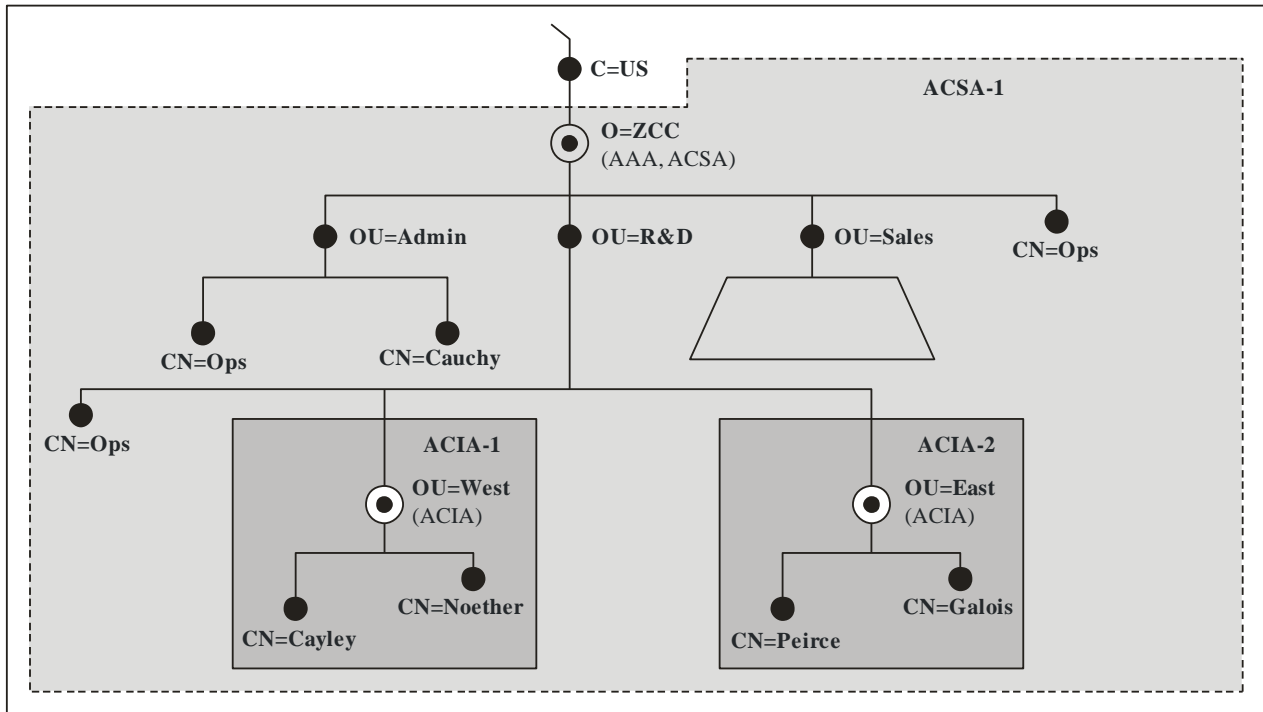 C=US
ACSA-1
O=ZCC
(AAA, ACSA)
OU=Admin
OU=R&D
OU=Sales
CN=Ops
CN=Ops
CN=Cauchy
CN=Ops
ACIA-1
OU=West
(ACIA)
CN=Noether
CN=Cayley
ACIA-2
OU=East
(ACIA)
CN=Galois
CN=Peirce